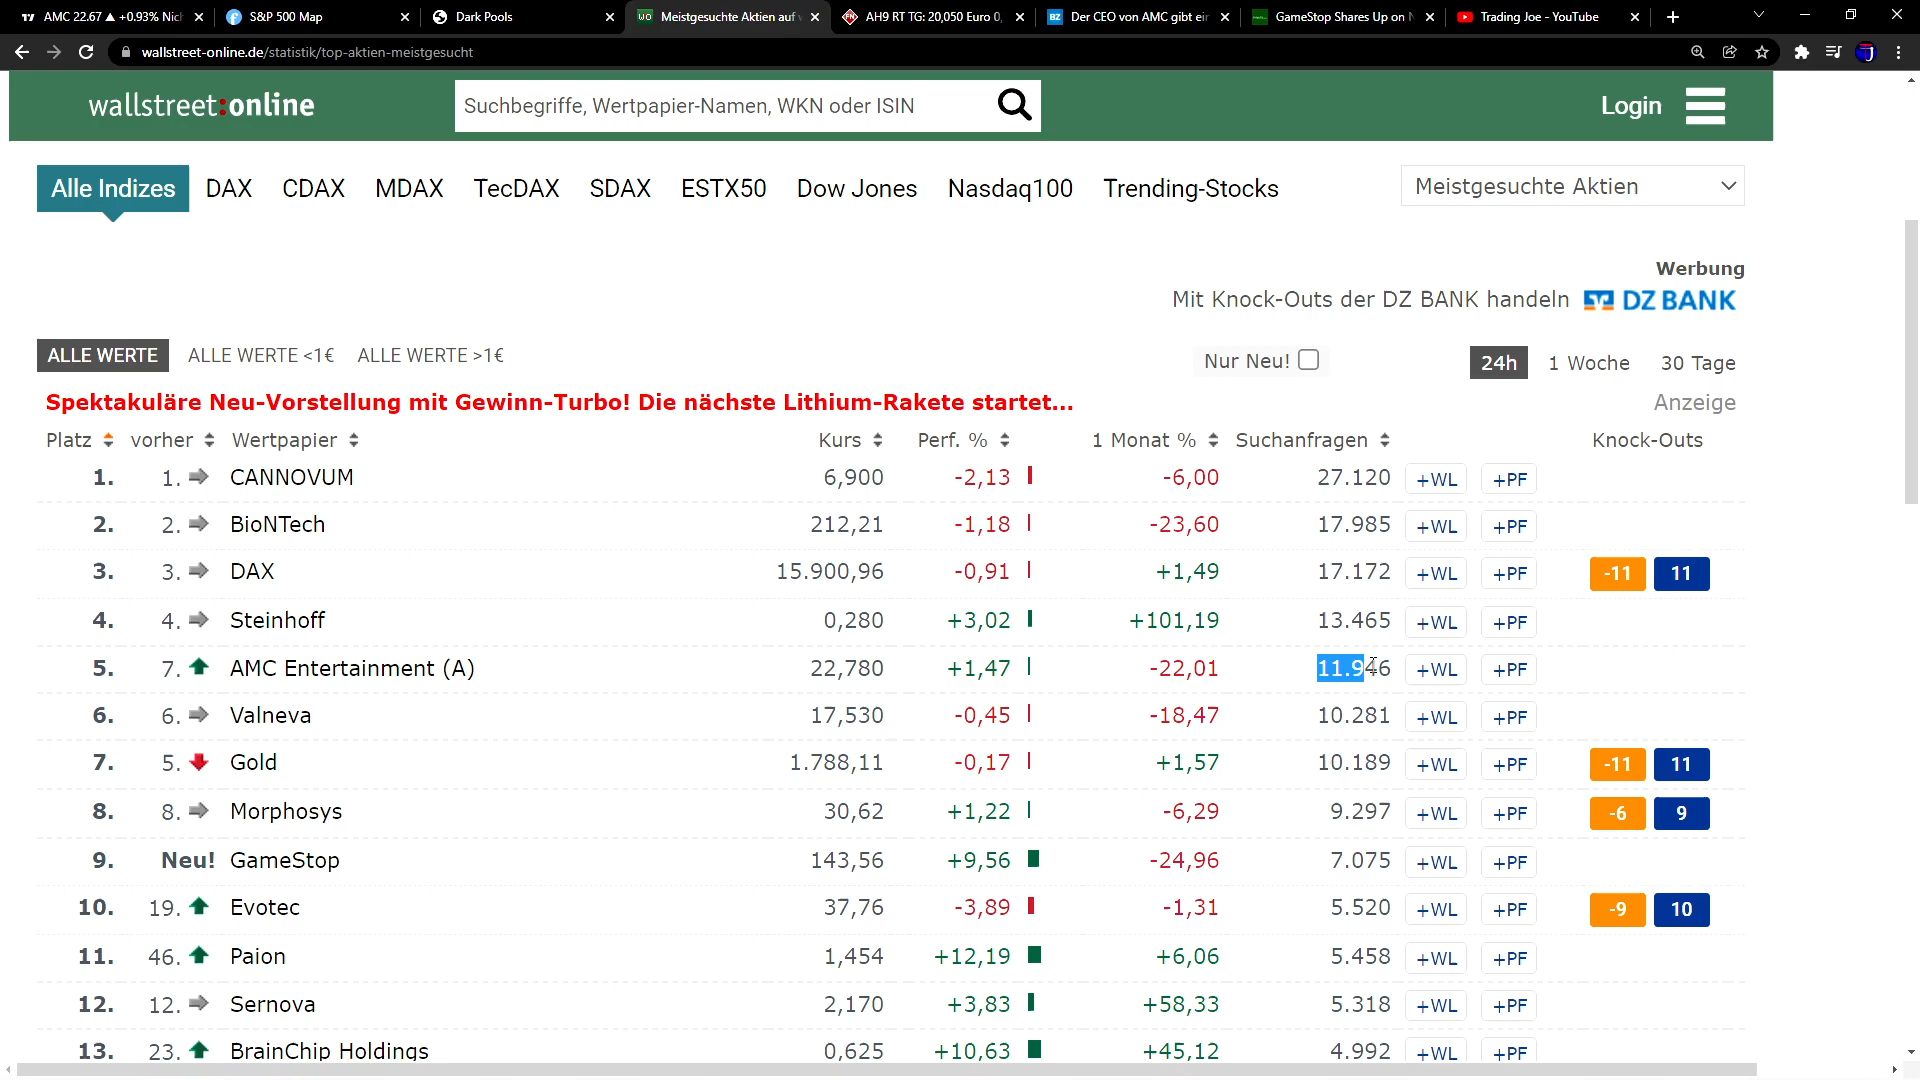 AMC 22.67 ▲ +0.93% Nich
S&P 500 Map
Dark Pools
Meistgesuchte Aktien auf w
AH9 RT TG: 20,050 Euro 0,
Der CEO von AMC gibt ein
GameStop Shares Up on N
Trading Joe - YouTube
wallstreet-online.de/statistik/top-aktien-meistgesucht
wallstreet:online
Suchbegriffe, Wertpapier-Namen, WKN oder ISIN
Login
Alle Indizes DAX CDAX MDAX TecDAX SDAX ESTX50 Dow Jones Nasdaq100 Trending-Stocks Meistgesuchte Aktien
Werbung
Mit Knock-Outs der DZ BANK handeln DZ BANK
ALLE WERTE ALLE WERTE <1€ ALLE WERTE >1€ Nur Neu! 24h 1 Woche 30 Tage
Spektakuläre Neu-Vorstellung mit Gewinn-Turbo! Die nächste Lithium-Rakete startet... Anzeige
Platz vorher Wertpapier Kurs Perf. % 1 Monat % Suchanfragen Knock-Outs
1. 1. CANNOVUM 6,900 -2,13 -6,00 27.120 +WL +PF
2. 2. BioNTech 212,21 -1,18 -23,60 17.985 +WL +PF
3. 3. DAX 15.900,96 -0,91 +1,49 17.172 +WL +PF -11 11
4. 4. Steinhoff 0,280 +3,02 +101,19 13.465 +WL +PF
5. 7. AMC Entertainment (A) 22,780 +1,47 -22,01 11.946 +WL +PF
6. 6. Valneva 17,530 -0,45 -18,47 10.281 +WL +PF
7. 5. Gold 1.788,11 -0,17 +1,57 10.189 +WL +PF -11 11
8. 8. Morphosys 30,62 +1,22 -6,29 9.297 +WL +PF -6 9
9. Neu! GameStop 143,56 +9,56 -24,96 7.075 +WL +PF
10. 19. Evotec 37,76 -3,89 -1,31 5.520 +WL +PF -9 10
11. 46. Paion 1,454 +12,19 +6,06 5.458 +WL +PF
12. 12. Sernova 2,170 +3,83 +58,33 5.318 +WL +PF
13. 23. BrainChip Holdings 0,625 +10,63 +45,12 4.992 +WL +PF